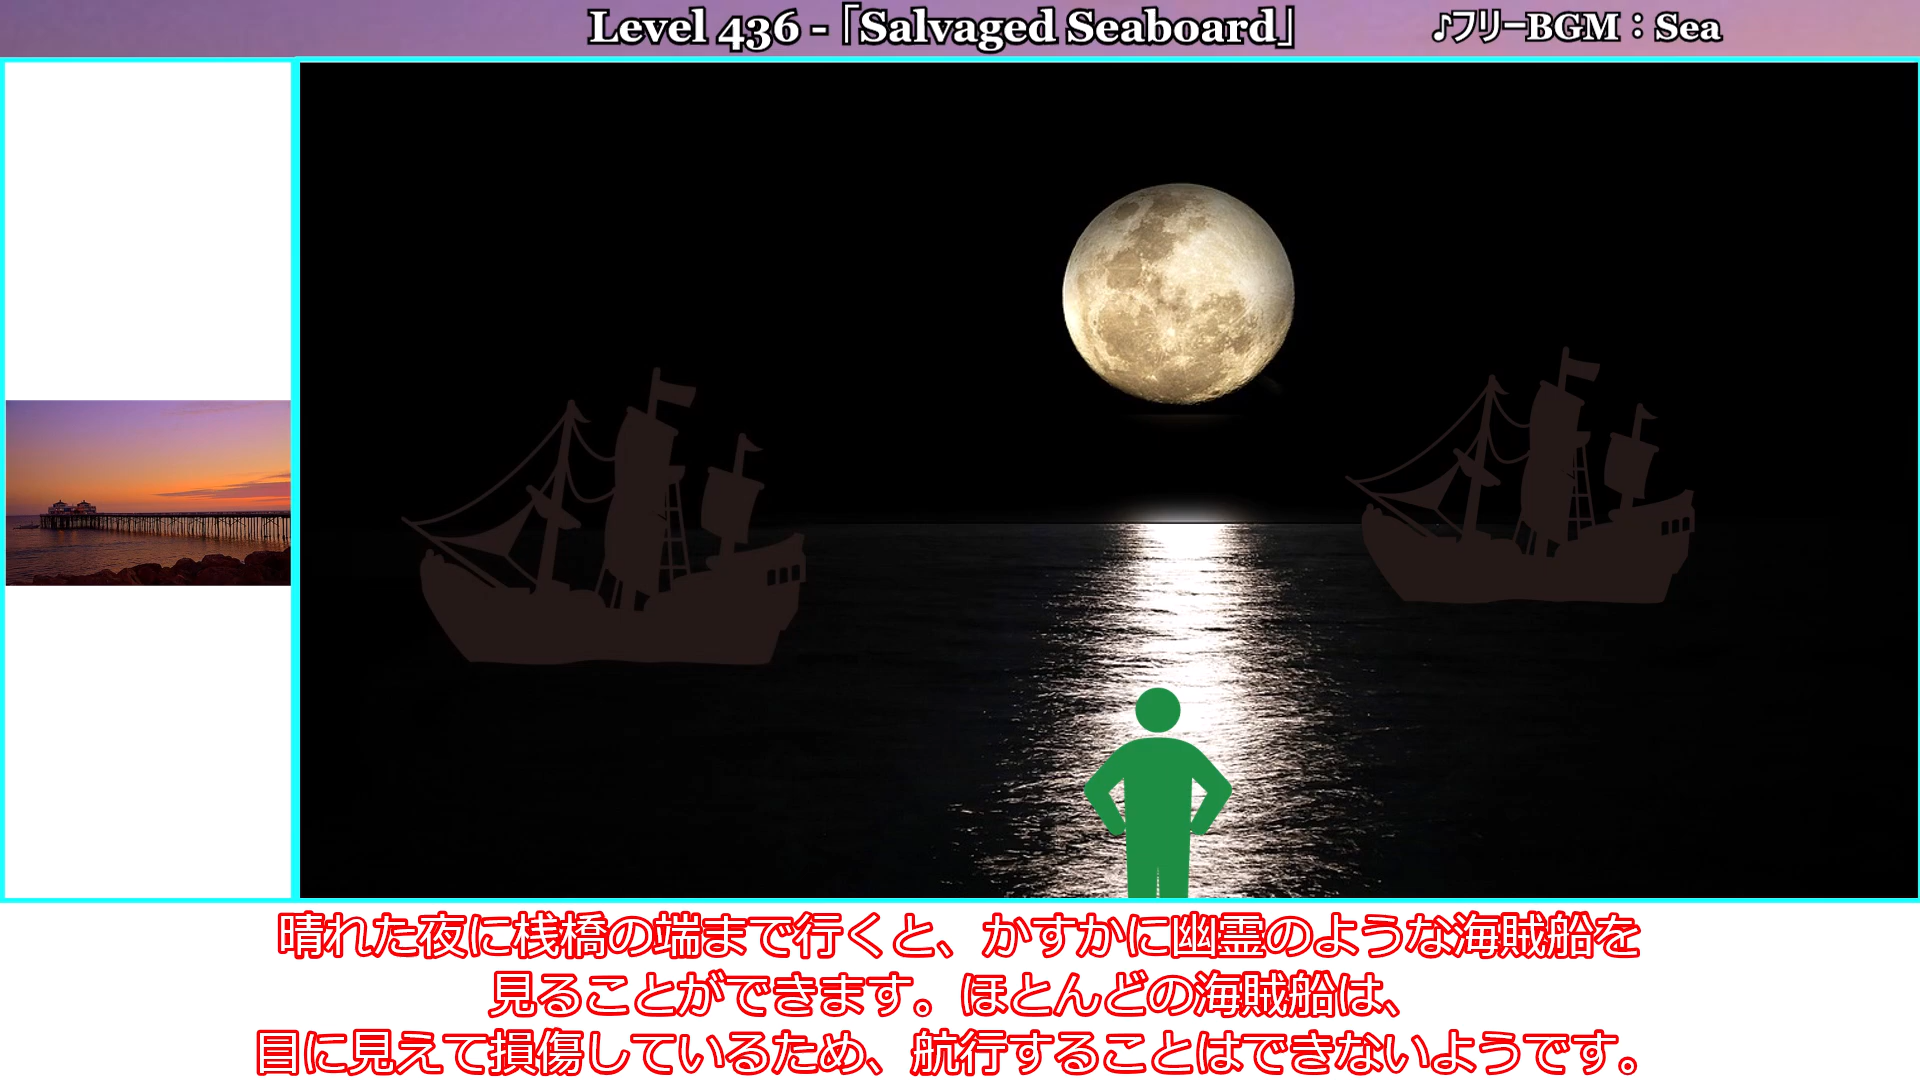 Level 436 -「Salvaged Seaboard」
♪フリーBGM：Sea
晴れた夜に桟橋の端まで行くと、かすかに幽霊のような海賊船を
見ることができます。ほとんどの海賊船は、
目に見えて損傷しているため、航行することはできないようです。